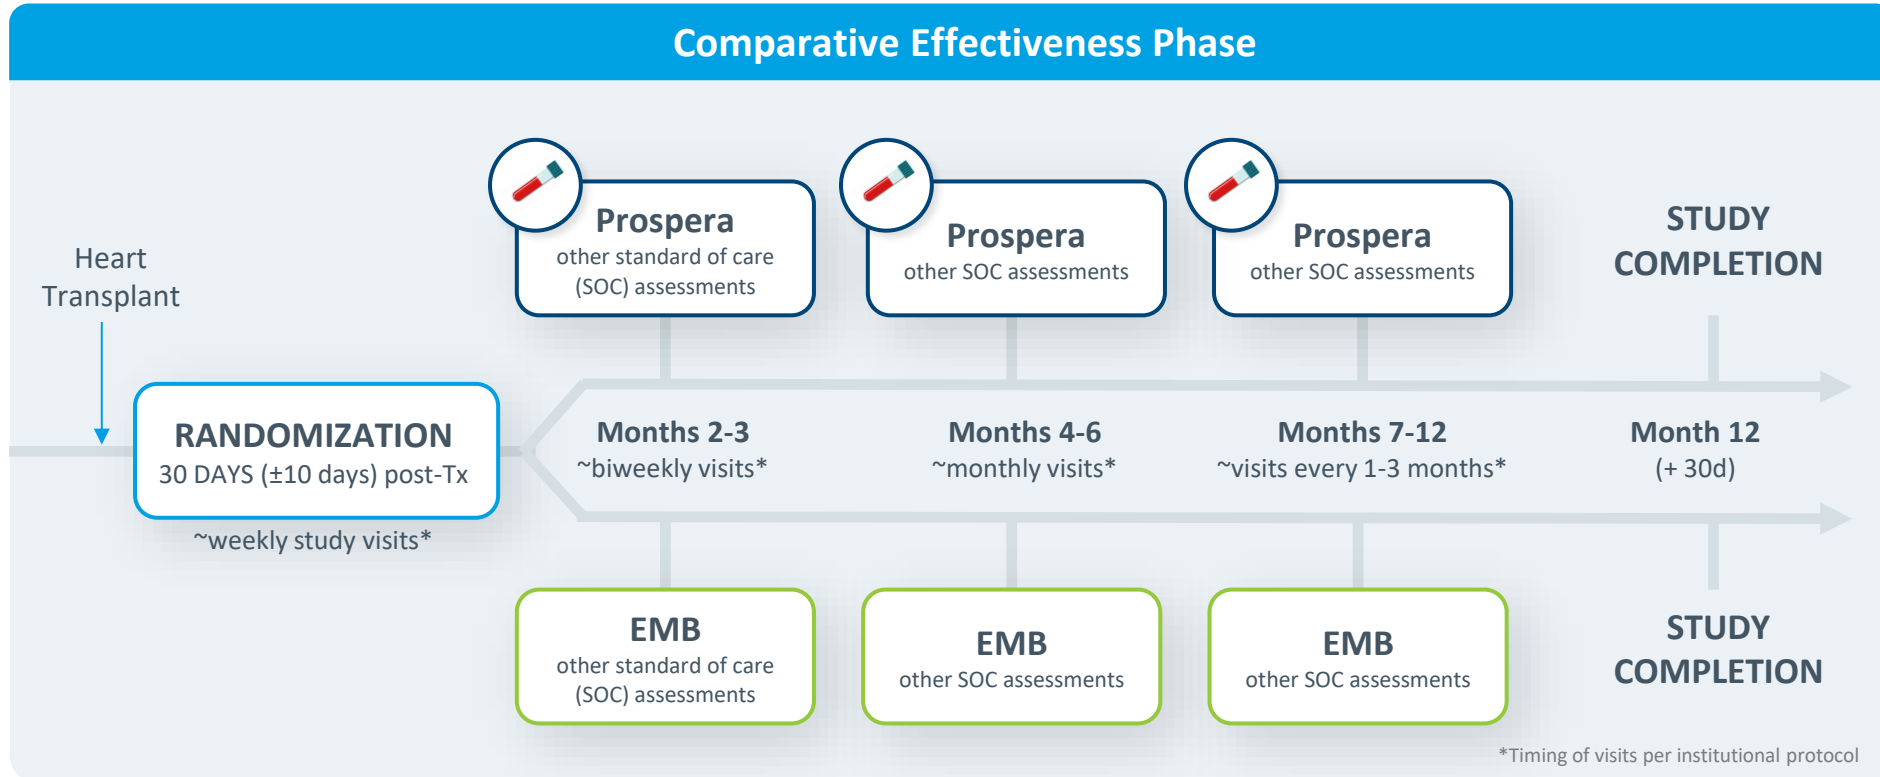 Comparative Effectiveness Phase
Heart
Transplant
RANDOMIZATION
30 DAYS (±10 days) post-Tx
~weekly study visits*
Prospera
other standard of care
(SOC) assessments
Prospera
other SOC assessments
Prospera
other SOC assessments
STUDY
COMPLETION
Months 2-3
~biweekly visits*
Months 4-6
~monthly visits*
Months 7-12
~visits every 1-3 months*
Month 12
(+ 30d)
EMB
other standard of care
(SOC) assessments
EMB
other SOC assessments
EMB
other SOC assessments
STUDY
COMPLETION
*Timing of visits per institutional protocol